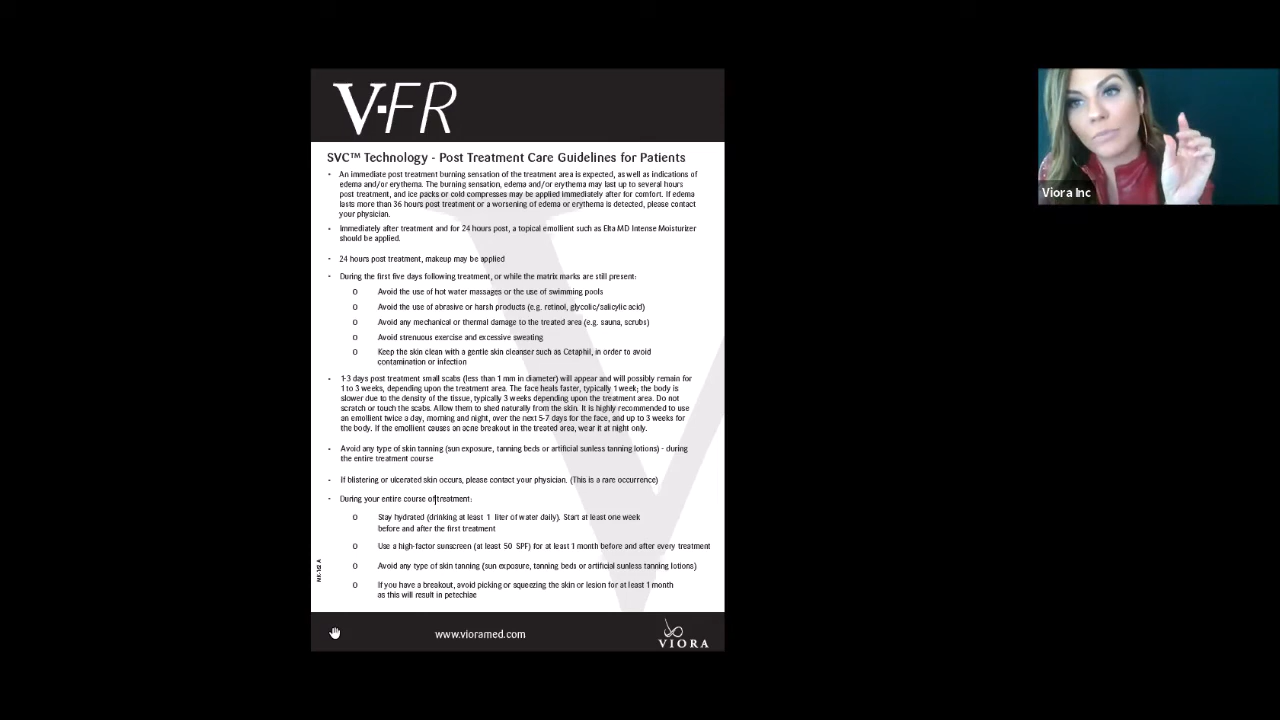 V·FR
SVC™ Technology - Post Treatment Care Guidelines for Patients
- An immediate post treatment burning sensation of the treatment area is expected, as well as indications of
edema and/or erythema. The burning sensation, edema and/or erythema may last up to several hours
post treatment, and ice packs or cold compresses may be applied immediately after for comfort. If edema
lasts more than 36 hours post treatment or a worsening of edema or erythema is detected, please contact
your physician.
- Immediately after treatment and for 24 hours post, a topical emollient such as Elta MD Intense Moisturizer
should be applied.
- 24 hours post treatment, makeup may be applied
- During the first five days following treatment, or while the matrix marks are still present:
o Avoid the use of hot water massages or the use of swimming pools
o Avoid the use of abrasive or harsh products (e.g. retinol, glycolic/salicylic acid)
o Avoid any mechanical or thermal damage to the treated area (e.g. sauna, scrubs)
o Avoid strenuous exercise and excessive sweating
o Keep the skin clean with a gentle skin cleanser such as Cetaphil, in order to avoid
contamination or infection
- 1-3 days post treatment small scabs (less than 1 mm in diameter) will appear and will possibly remain for
1 to 3 weeks, depending upon the treatment area. The face heals faster, typically 1 week; the body is
slower due to the density of the tissue, typically 3 weeks depending upon the treatment area. Do not
scratch or touch the scabs. Allow them to shed naturally from the skin. It is highly recommended to use
an emollient twice a day, morning and night, over the next 5-7 days for the face, and up to 3 weeks for
the body. If the emollient causes an acne breakout in the treated area, wear it at night only.
- Avoid any type of skin tanning (sun exposure, tanning beds or artificial sunless tanning lotions) - during
the entire treatment course
- If blistering or ulcerated skin occurs, please contact your physician. (This is a rare occurrence)
- During your entire course of treatment:
o Stay hydrated (drinking at least 1 liter of water daily). Start at least one week
before and after the first treatment
o Use a high-factor sunscreen (at least 50 SPF) for at least 1 month before and after every treatment
o Avoid any type of skin tanning (sun exposure, tanning beds or artificial sunless tanning lotions)
o If you have a breakout, avoid picking or squeezing the skin or lesion for at least 1 month
as this will result in petechiae
www.vioramed.com
VIORA
Viora Inc